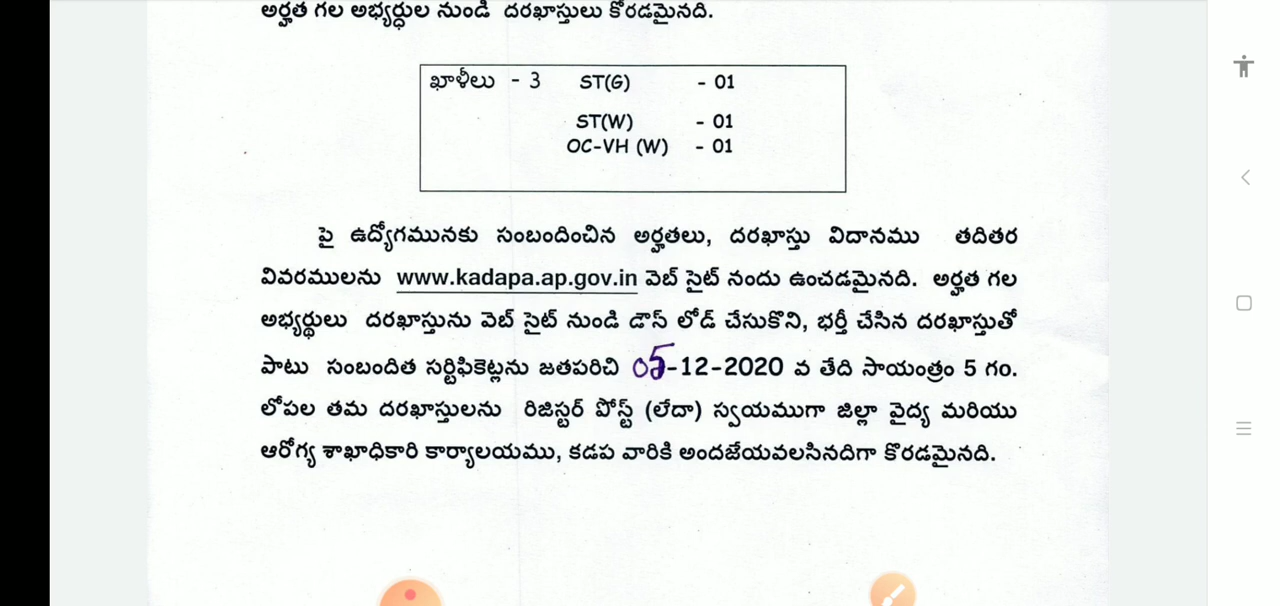 అర్హత గల అభ్యర్ధుల నుండి దరఖాస్తులు కోరడమైనది.
ఖాళీలు - 3 ST(G) - 01
ST(W) - 01
OC-VH (W) - 01
పై ఉద్యోగమునకు సంబందించిన అర్హతలు, దరఖాస్తు విదానము తదితర
వివరములను www.kadapa.ap.gov.in వెబ్ సైట్ నందు ఉంచడమైనది. అర్హత గల
అభ్యర్థులు దరఖాస్తును వెబ్ సైట్ నుండి డౌన్ లోడ్ చేసుకొని, భర్తీ చేసిన దరఖాస్తుతో
పాటు సంబందిత సర్టిఫికెట్లను జతపరిచి 05-12-2020 వ తేది సాయంత్రం 5 గం.
లోపల తమ దరఖాస్తులను రిజిస్టర్ పోస్ట్ (లేదా) స్వయముగా జిల్లా వైద్య మరియు
ఆరోగ్య శాఖాధికారి కార్యాలయము, కడప వారికి అందజేయవలసినదిగా కోరడమైనది.